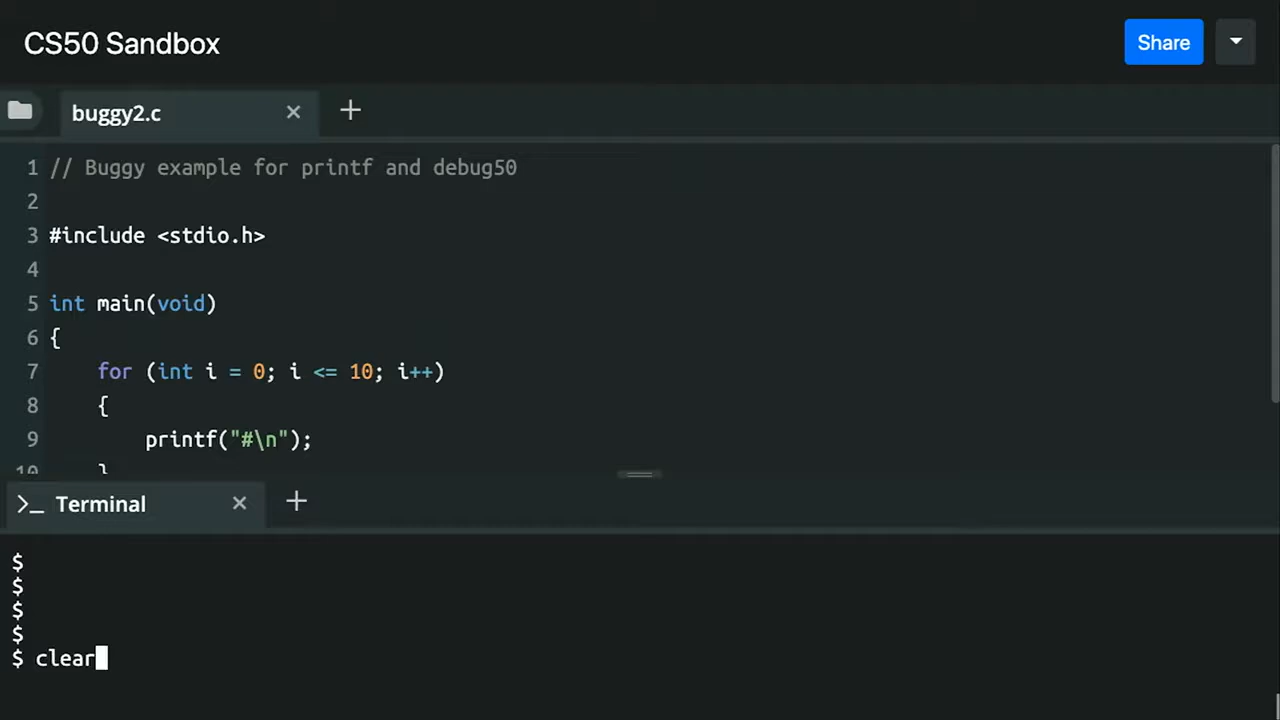 CS50 Sandbox
Share
buggy2.c × +
1 // Buggy example for printf and debug50
2
3 #include <stdio.h>
4
5 int main(void)
6 {
7     for (int i = 0; i <= 10; i++)
8     {
9         printf("#\n");
10     }
>_ Terminal × +
$
$
$
$
$ clear